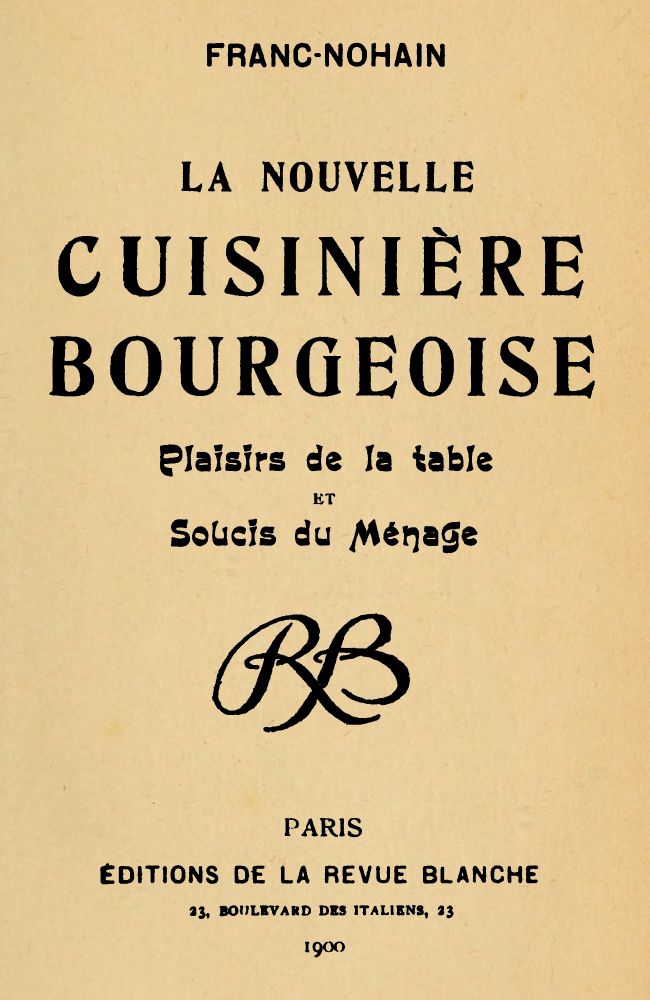 FRANC-NOHAIN
LA NOUVELLE
CUISINIÈRE
BOURGEOISE
Plaisirs de la table
ET
Soucis du Ménage
RB
PARIS
ÉDITIONS DE LA REVUE BLANCHE
23, BOULEVARD DES ITALIENS, 23
1900